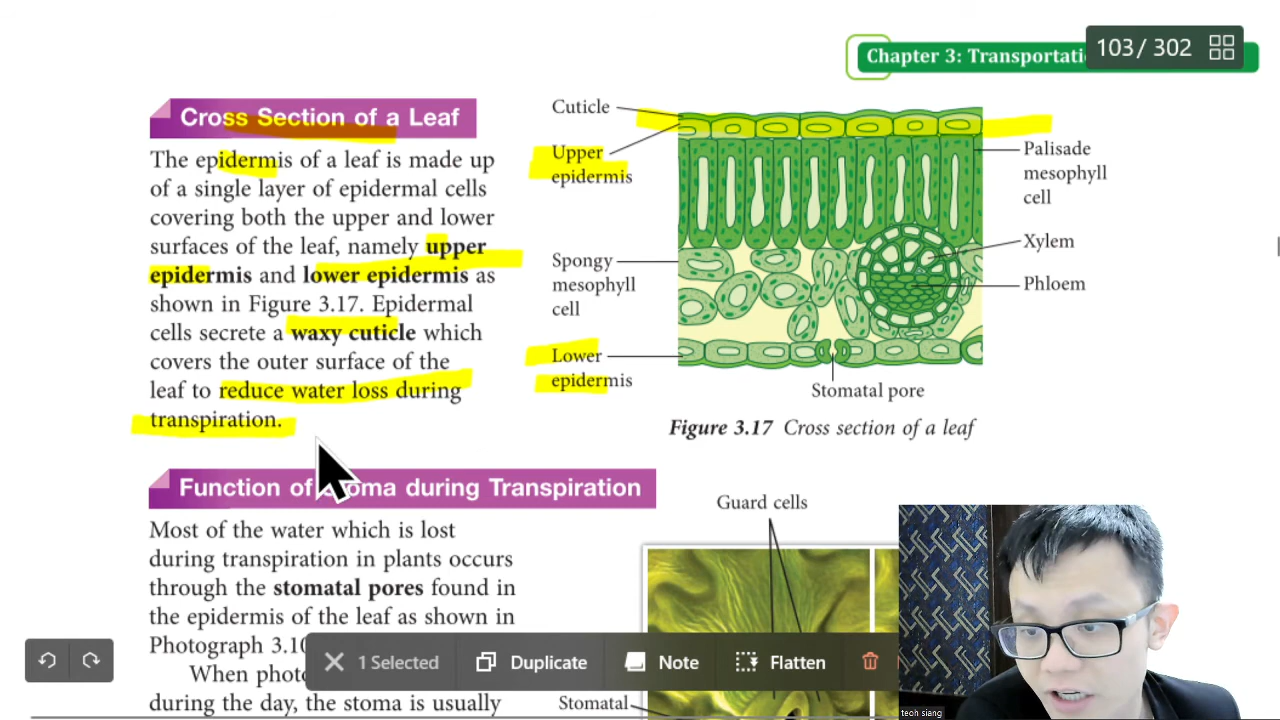 Chapter 3: Transportati
103/ 302
Cross Section of a Leaf
The epidermis of a leaf is made up
of a single layer of epidermal cells
covering both the upper and lower
surfaces of the leaf, namely upper
epidermis and lower epidermis as
shown in Figure 3.17. Epidermal
cells secrete a waxy cuticle which
covers the outer surface of the
leaf to reduce water loss during
transpiration.
Cuticle
Upper
epidermis
Spongy
mesophyll
cell
Lower
epidermis
Palisade
mesophyll
cell
Xylem
Phloem
Stomatal pore
Figure 3.17 Cross section of a leaf
Function of oma during Transpiration
Most of the water which is lost
during transpiration in plants occurs
through the stomatal pores found in
the epidermis of the leaf as shown in
Photograph 3.10
When photo
during the day, the stoma is usually
Guard cells
Stomatal
1 Selected
Duplicate
Note
Flatten
teoh siang